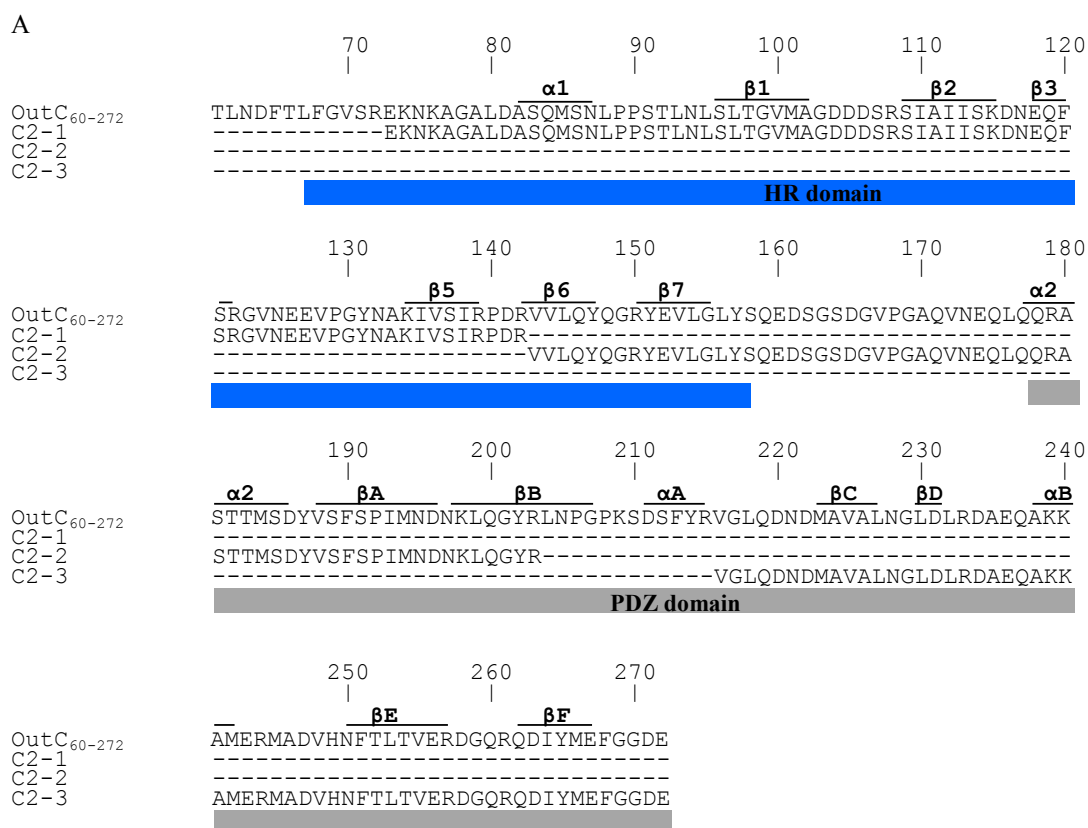 A
70 80 90 100 110 120
| | | | | |
α1 β1 β2 β3
OutC60-272 TLNDFTLFGVSREKNKAGALDASQMSNLPPSTLNLSLTGVMAGDDDSRSIAIISKDNEQF
C2-1 ------------EKNKAGALDASQMSNLPPSTLNLSLTGVMAGDDDSRSIAIISKDNEQF
C2-2 ------------------------------------------------------------
C2-3 ------------------------------------------------------------
HR domain
130 140 150 160 170 180
| | | | | |
β5 β6 β7 α2
OutC60-272 SRGVNEEVPGYNAKIVSIRPDRVVLQYQGRYEVLGLYSQEDSGSDGVPGAQVNEQLQQRA
C2-1 SRGVNEEVPGYNAKIVSIRPDR--------------------------------------
C2-2 ----------------------VVLQYQGRYEVLGLYSQEDSGSDGVPGAQVNEQLQQRA
C2-3 ------------------------------------------------------------
190 200 210 220 230 240
| | | | | |
α2 βA βB αA βC βD αB
OutC60-272 STTMSDYVSFSPIMNDNKLQGYRLNPGPKSDSFYRVGLQDNDMAVALNGLDLRDAEQAKK
C2-1 ------------------------------------------------------------
C2-2 STTMSDYVSFSPIMNDNKLQGYR-------------------------------------
C2-3 -----------------------------------VGLQDNDMAVALNGLDLRDAEQAKK
PDZ domain
250 260 270
| | |
βE βF
OutC60-272 AMERMADVHNFTLTVERDGQRQDIYMEFGGDE
C2-1 --------------------------------
C2-2 --------------------------------
C2-3 AMERMADVHNFTLTVERDGQRQDIYMEFGGDE